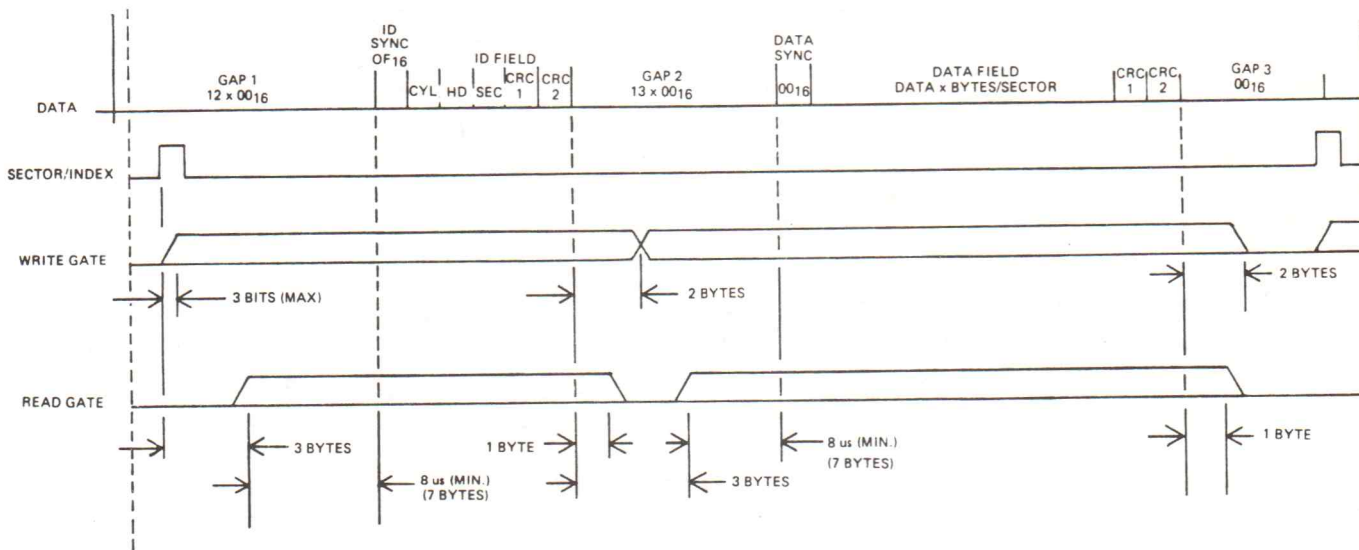 ID
SYNC
OF16
ID FIELD
DATA
SYNC
GAP 1
12 x 0016
CYL
HD
SEC
CRC
1
CRC
2
GAP 2
13 x 0016
0016
DATA FIELD
DATA x BYTES/SECTOR
CRC
1
CRC
2
GAP 3
0016
DATA
SECTOR/INDEX
WRITE GATE
3 BITS (MAX)
2 BYTES
2 BYTES
READ GATE
3 BYTES
1 BYTE
8 us (MIN.)
(7 BYTES)
1 BYTE
8 us (MIN.)
(7 BYTES)
3 BYTES